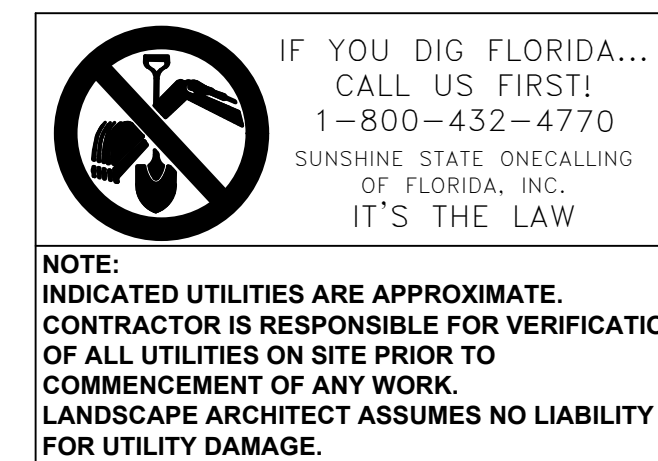 IF YOU DIG FLORIDA...
CALL US FIRST!
1-800-432-4770
SUNSHINE STATE ONECALLING
OF FLORIDA, INC.
IT'S THE LAW
NOTE:
INDICATED UTILITIES ARE APPROXIMATE.
CONTRACTOR IS RESPONSIBLE FOR VERIFICATIO
OF ALL UTILITIES ON SITE PRIOR TO
COMMENCEMENT OF ANY WORK.
LANDSCAPE ARCHITECT ASSUMES NO LIABILITY
FOR UTILITY DAMAGE.